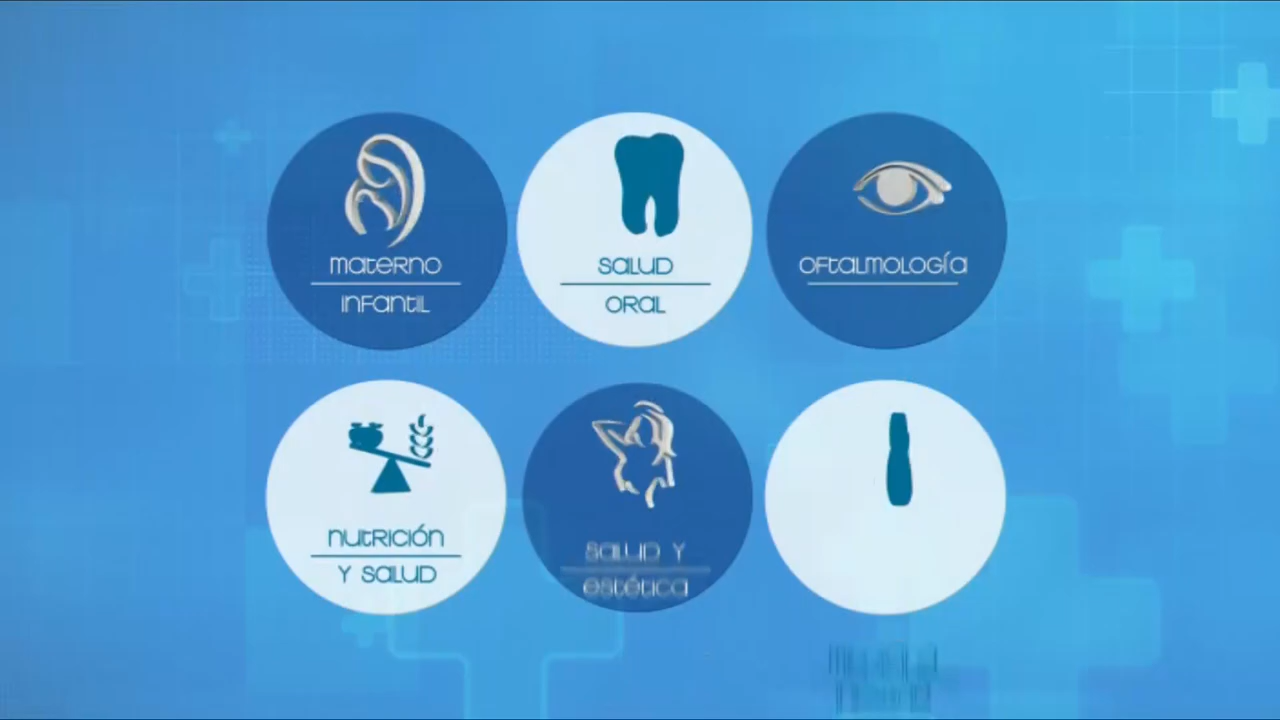 materno
infantil
salud
oral
oftalmología
nutrición
y salud
salud y
estética